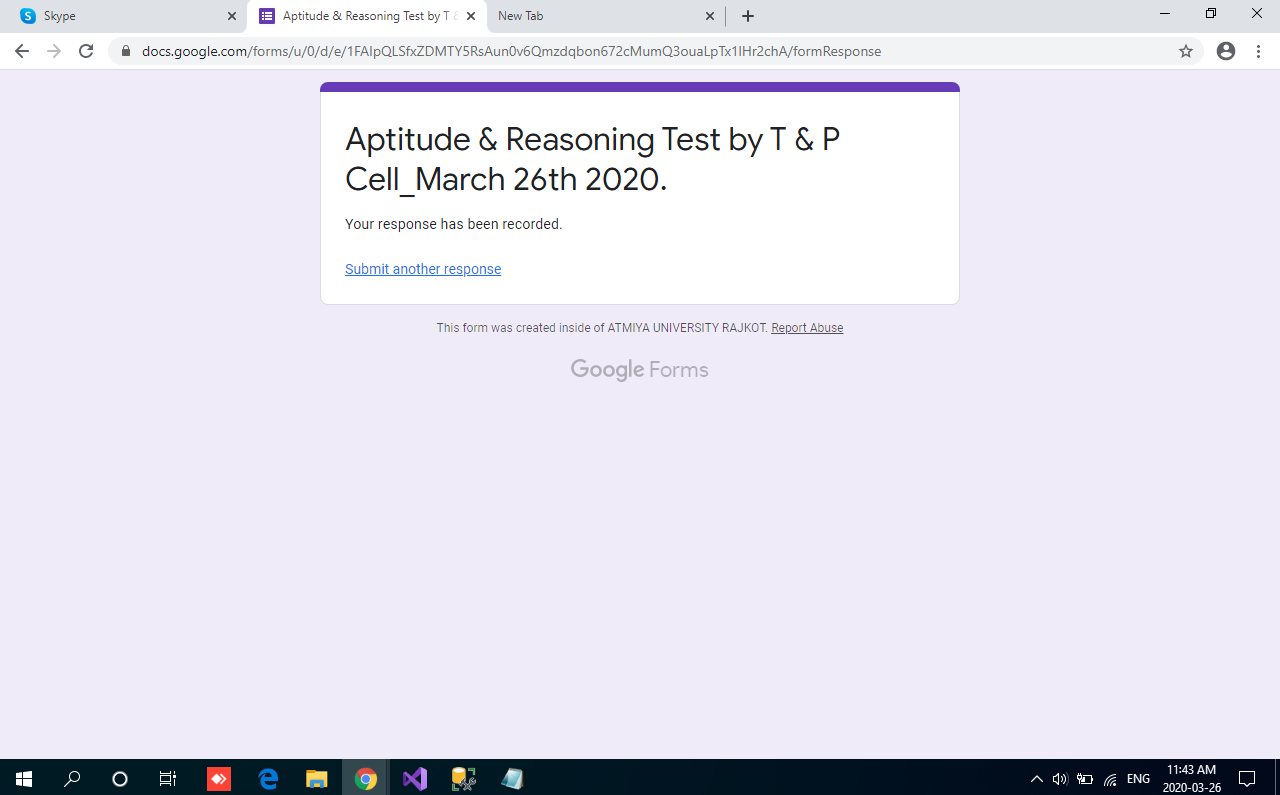 Skype
Aptitude & Reasoning Test by T &
New Tab
docs.google.com/forms/u/0/d/e/1FAIpQLSfxZDMTY5RsAun0v6Qmzdqbon672cMumQ3ouaLpTx1IHr2chA/formResponse
Aptitude & Reasoning Test by T & P
Cell_March 26th 2020.
Your response has been recorded.
Submit another response
This form was created inside of ATMIYA UNIVERSITY RAJKOT. Report Abuse
Google Forms
ENG
11:43 AM
2020-03-26